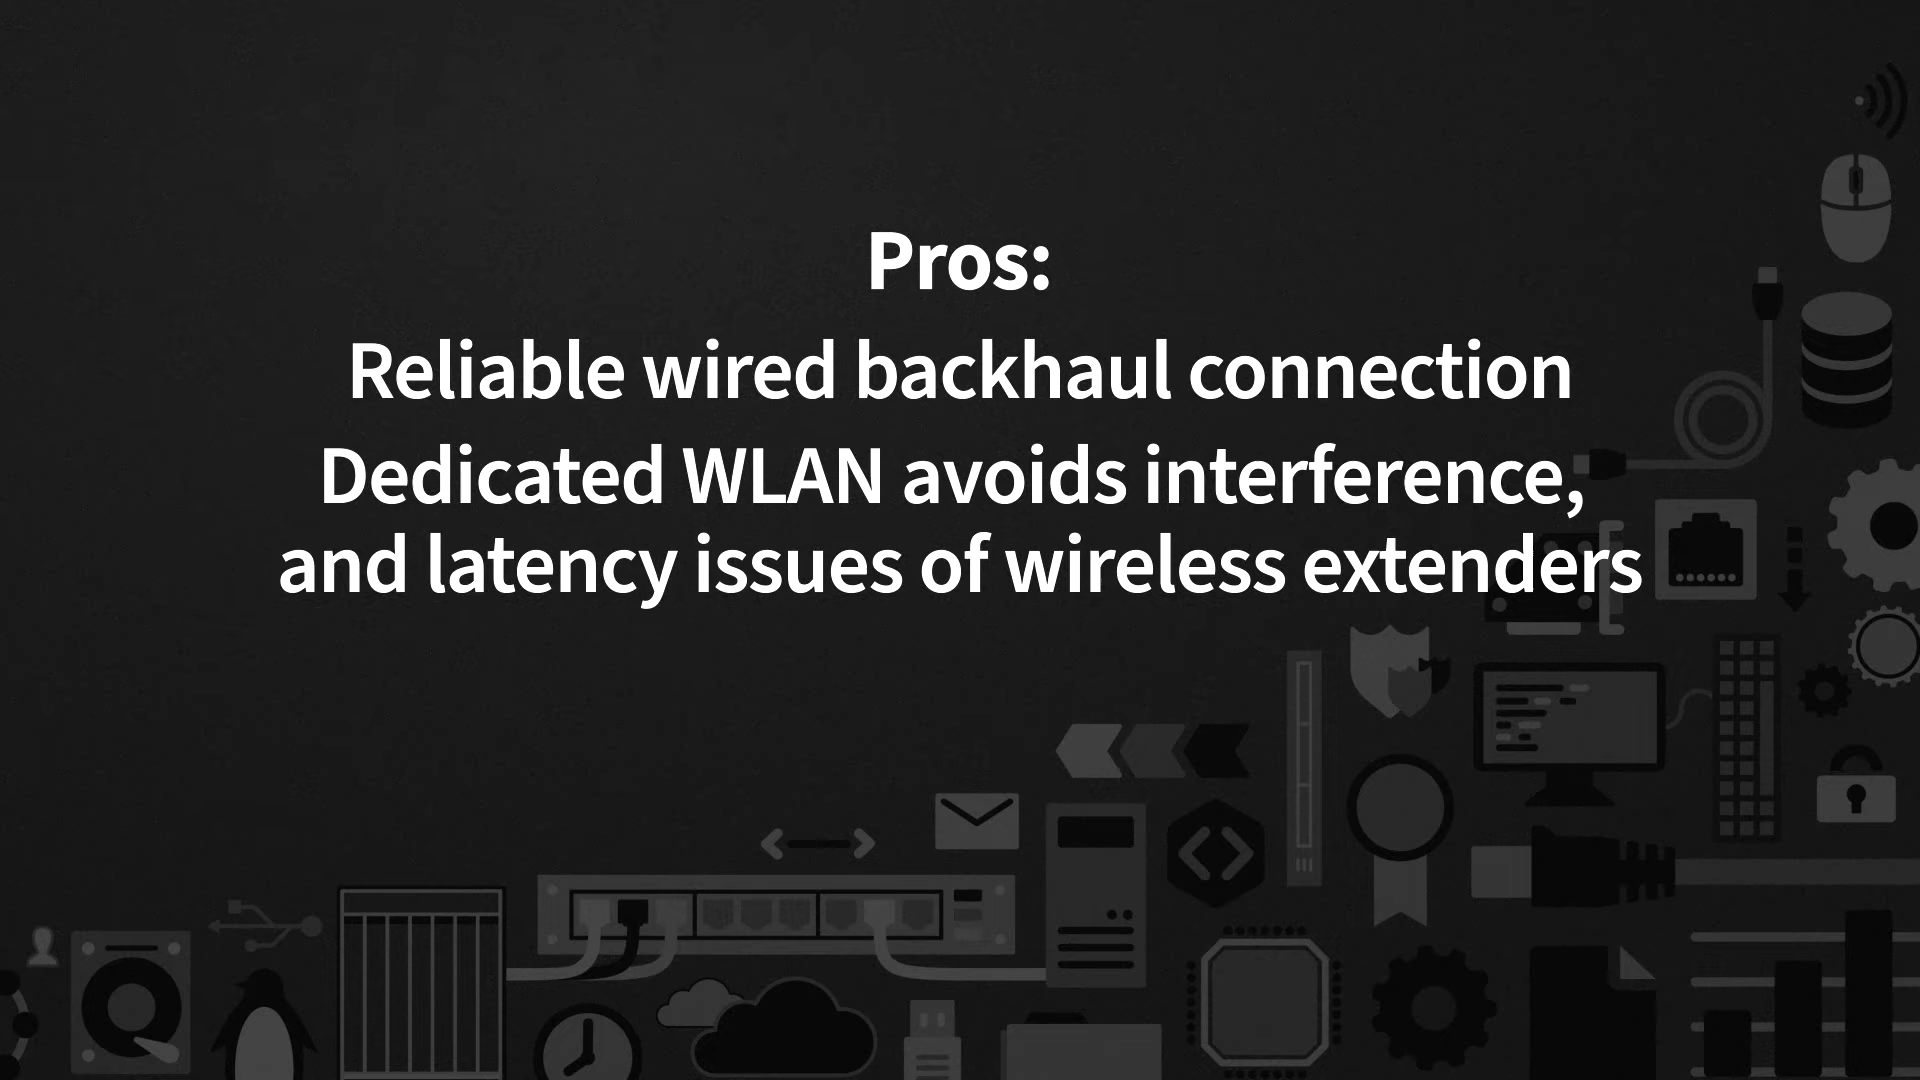 Pros:
Reliable wired backhaul connection
Dedicated WLAN avoids interference,
and latency issues of wireless extenders